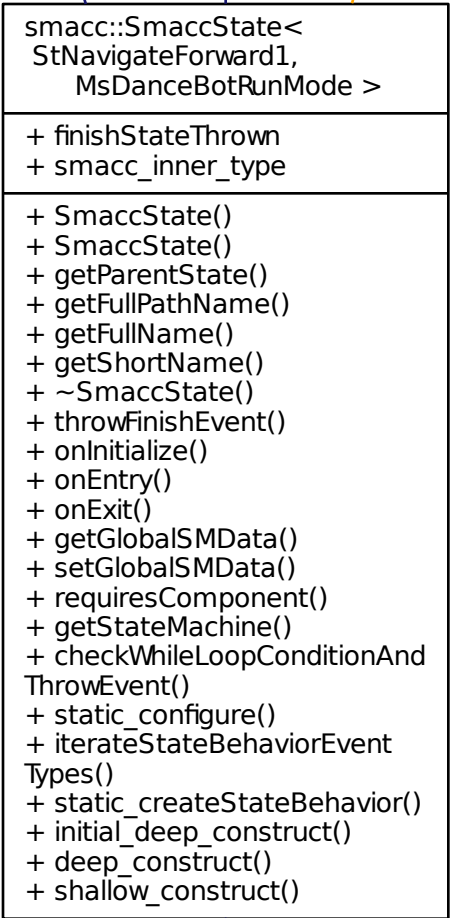 smacc::SmaccState<
StNavigateForward1,
MsDanceBotRunMode >
+ finishStateThrown
+ smacc_inner_type
+ SmaccState()
+ SmaccState()
+ getParentState()
+ getFullPathName()
+ getFullName()
+ getShortName()
+ ~SmaccState()
+ throwFinishEvent()
+ onInitialize()
+ onEntry()
+ onExit()
+ getGlobalSMData()
+ setGlobalSMData()
+ requiresComponent()
+ getStateMachine()
+ checkWhileLoopConditionAnd
ThrowEvent()
+ static_configure()
+ iterateStateBehaviorEvent
Types()
+ static_createStateBehavior()
+ initial_deep_construct()
+ deep_construct()
+ shallow_construct()